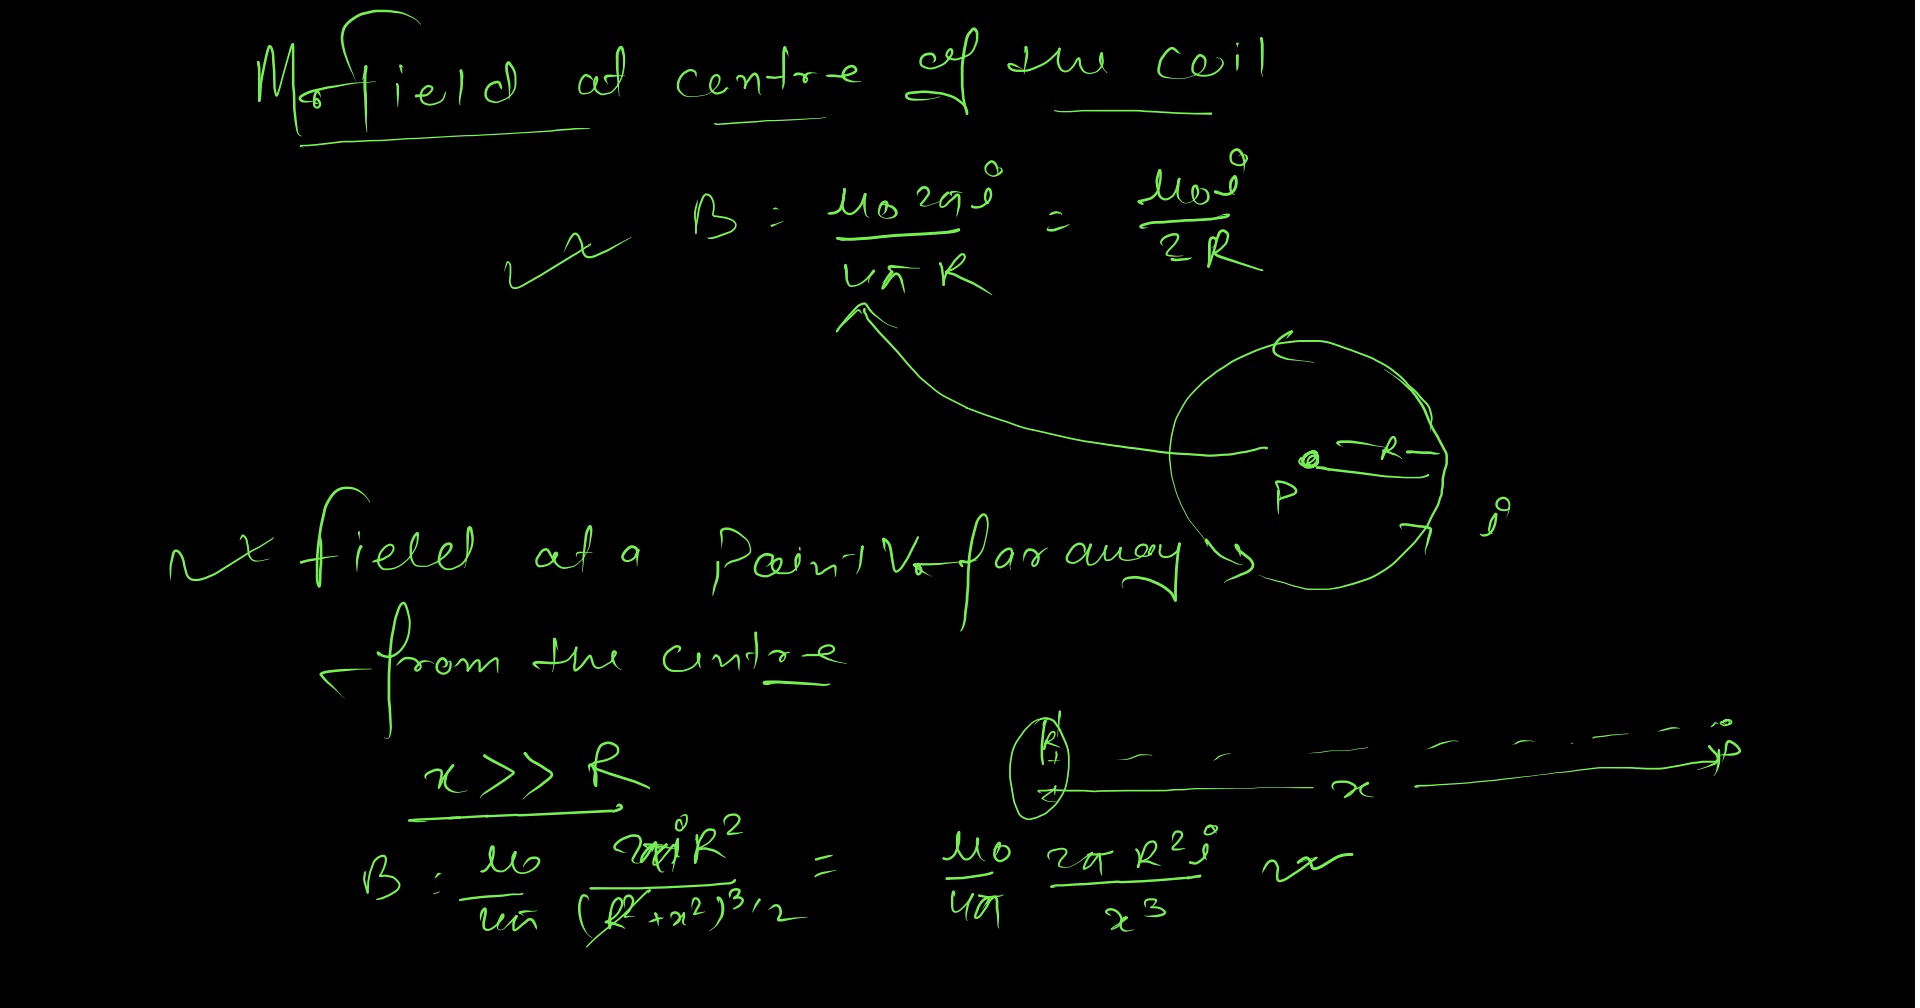 M. field at centre of the coil
B = μ0 2πi / 4πR = μ0 i / 2R
R
P
i
field at a Point V. far away
from the centre
x >> R
R
P
x
B = μ0/4π 2πiR² / (R² + x²)^3/2 = μ0/4π 2πR²i / x³